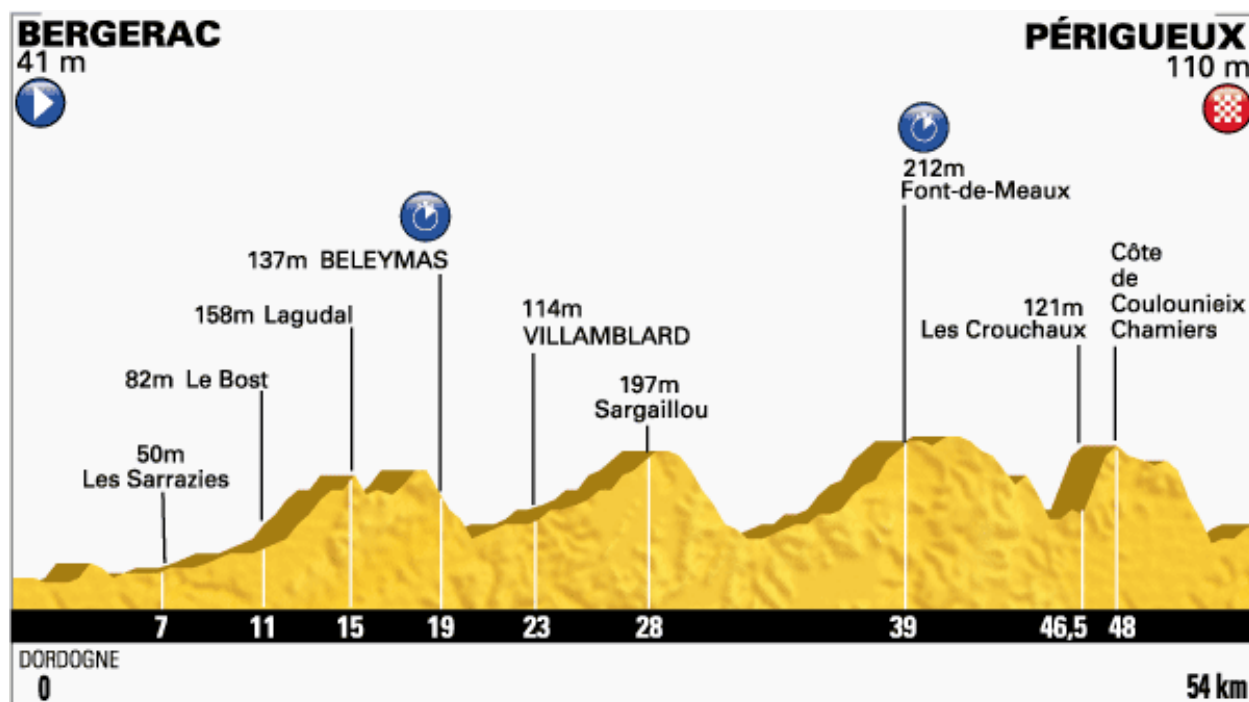 BERGERAC
41 m
PÉRIGUEUX
110 m
212m
Font-de-Meaux
137m BELEYMAS
Côte
de
Coulounieix
Chamiers
158m Lagudal
114m
VILLAMBLARD
121m
Les Crouchaux
82m Le Bost
197m
Sargaillou
50m
Les Sarrazies
7 11 15 19 23 28 39 46,5 48
DORDOGNE
0 54 km